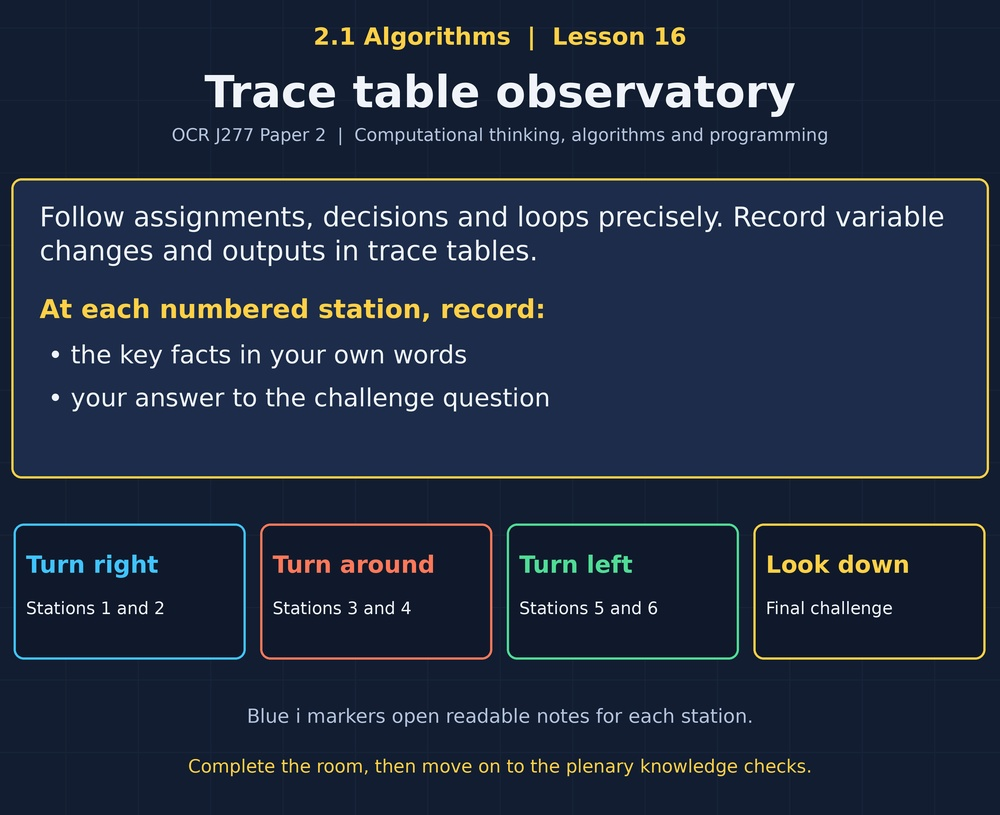 2.1 Algorithms | Lesson 16
Trace table observatory
OCR J277 Paper 2 | Computational thinking, algorithms and programming
Follow assignments, decisions and loops precisely. Record variable
changes and outputs in trace tables.
At each numbered station, record:
• the key facts in your own words
• your answer to the challenge question
Turn right
Stations 1 and 2
Turn around
Stations 3 and 4
Turn left
Stations 5 and 6
Look down
Final challenge
Blue i markers open readable notes for each station.
Complete the room, then move on to the plenary knowledge checks.